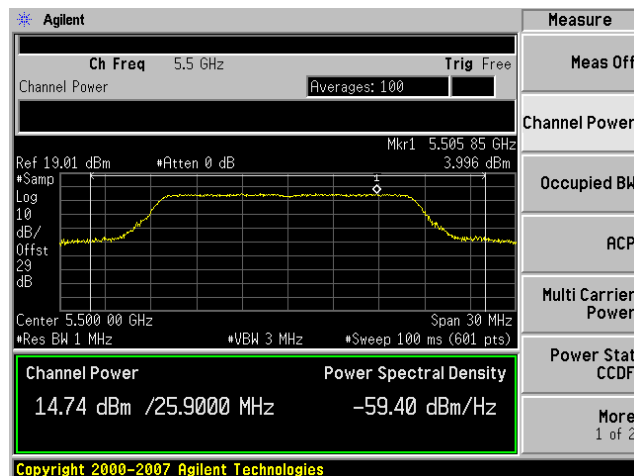 Agilent
Measure
Ch Freq 5.5 GHz Trig Free
Channel Power Averages: 100
Mkr1 5.505 85 GHz
Ref 19.01 dBm #Atten 0 dB 3.996 dBm
#Samp
Log
10
dB/
Offst
29
dB
1
Center 5.500 00 GHz Span 30 MHz
#Res BW 1 MHz #VBW 3 MHz #Sweep 100 ms (601 pts)
Channel Power Power Spectral Density
14.74 dBm /25.9000 MHz -59.40 dBm/Hz
Copyright 2000-2007 Agilent Technologies
Meas Off
Channel Power
Occupied BW
ACP
Multi Carrier
Power
Power Stat
CCDF
More
1 of 2